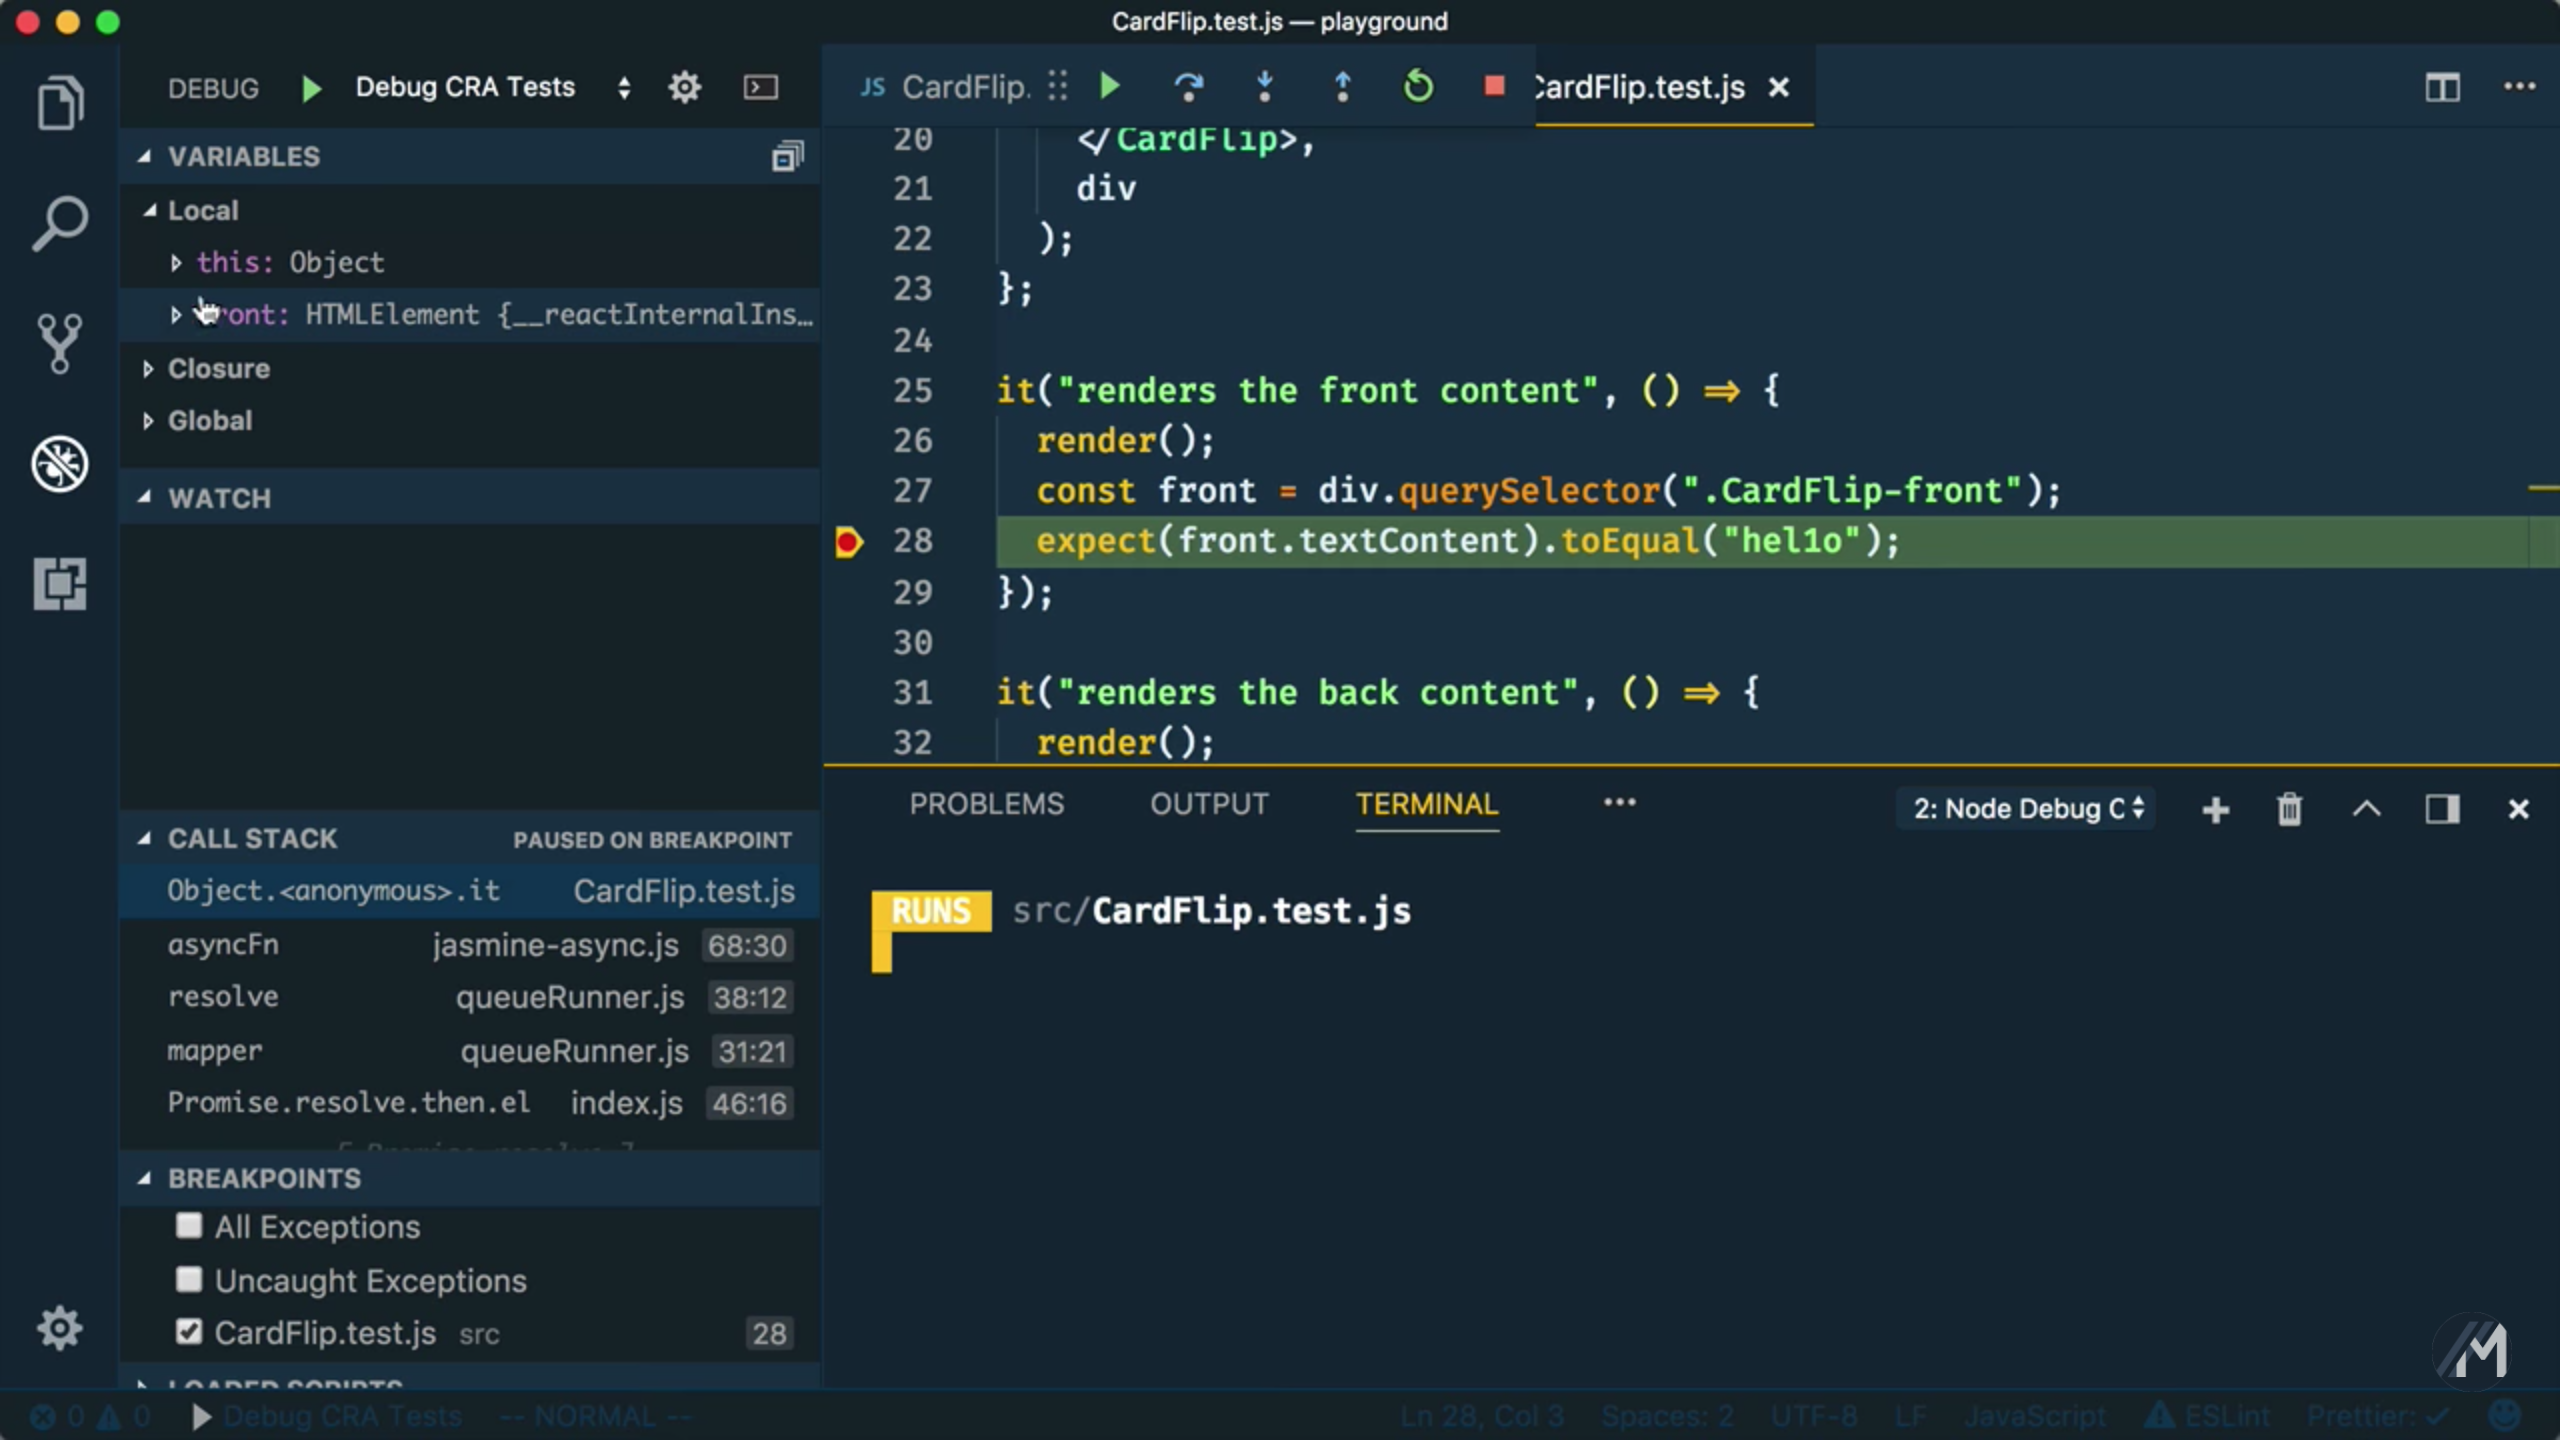 CardFlip.test.js — playground
DEBUG Debug CRA Tests
JS CardFlip. CardFlip.test.js
VARIABLES
Local
this: Object
ront: HTMLElement {__reactInternalIns…
Closure
Global
WATCH
CALL STACK PAUSED ON BREAKPOINT
Object.<anonymous>.it CardFlip.test.js
asyncFn jasmine-async.js 68:30
resolve queueRunner.js 38:12
mapper queueRunner.js 31:21
Promise.resolve.then.el index.js 46:16
BREAKPOINTS
All Exceptions
Uncaught Exceptions
CardFlip.test.js src 28
LOADED SCRIPTS
20 </CardFlip>,
21 div
22 );
23 };
24
25 it("renders the front content", () => {
26 render();
27 const front = div.querySelector(".CardFlip-front");
28 expect(front.textContent).toEqual("hel1o");
29 });
30
31 it("renders the back content", () => {
32 render();
PROBLEMS OUTPUT TERMINAL ••• 2: Node Debug C
RUNS src/CardFlip.test.js
0 0 Debug CRA Tests -- NORMAL -- Ln 28, Col 3 Spaces: 2 UTF-8 LF JavaScript ESLint Prettier: ✓
M